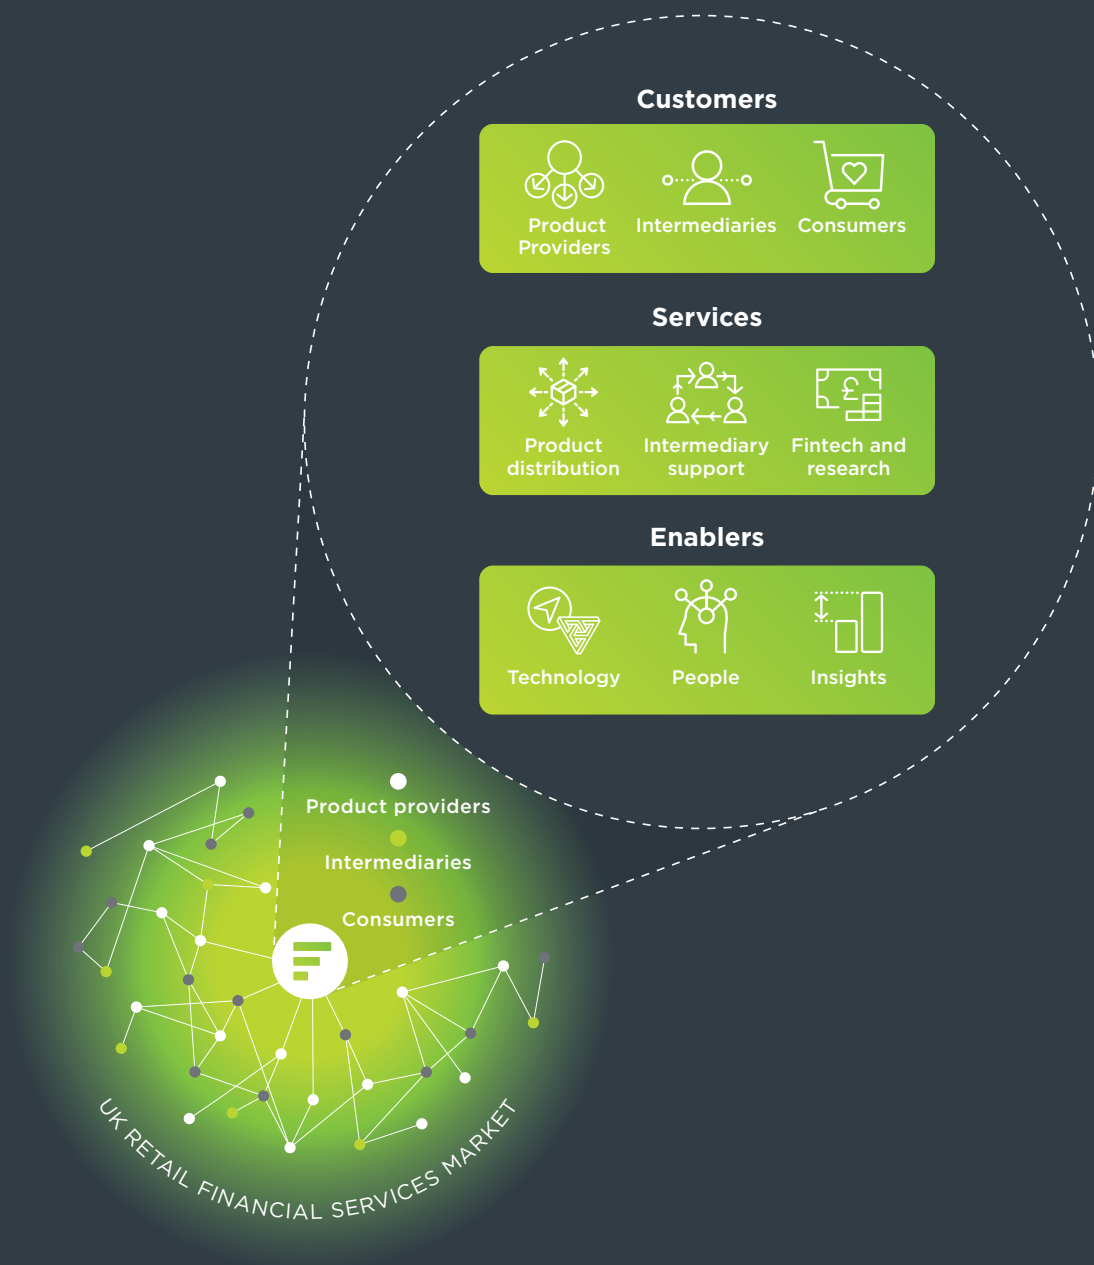 Customers
Product
Providers
Intermediaries
Consumers
Services
Product
distribution
Intermediary
support
Fintech and
research
Enablers
Technology
People
Insights
Product providers
Intermediaries
Consumers
UK RETAIL FINANCIAL SERVICES MARKET